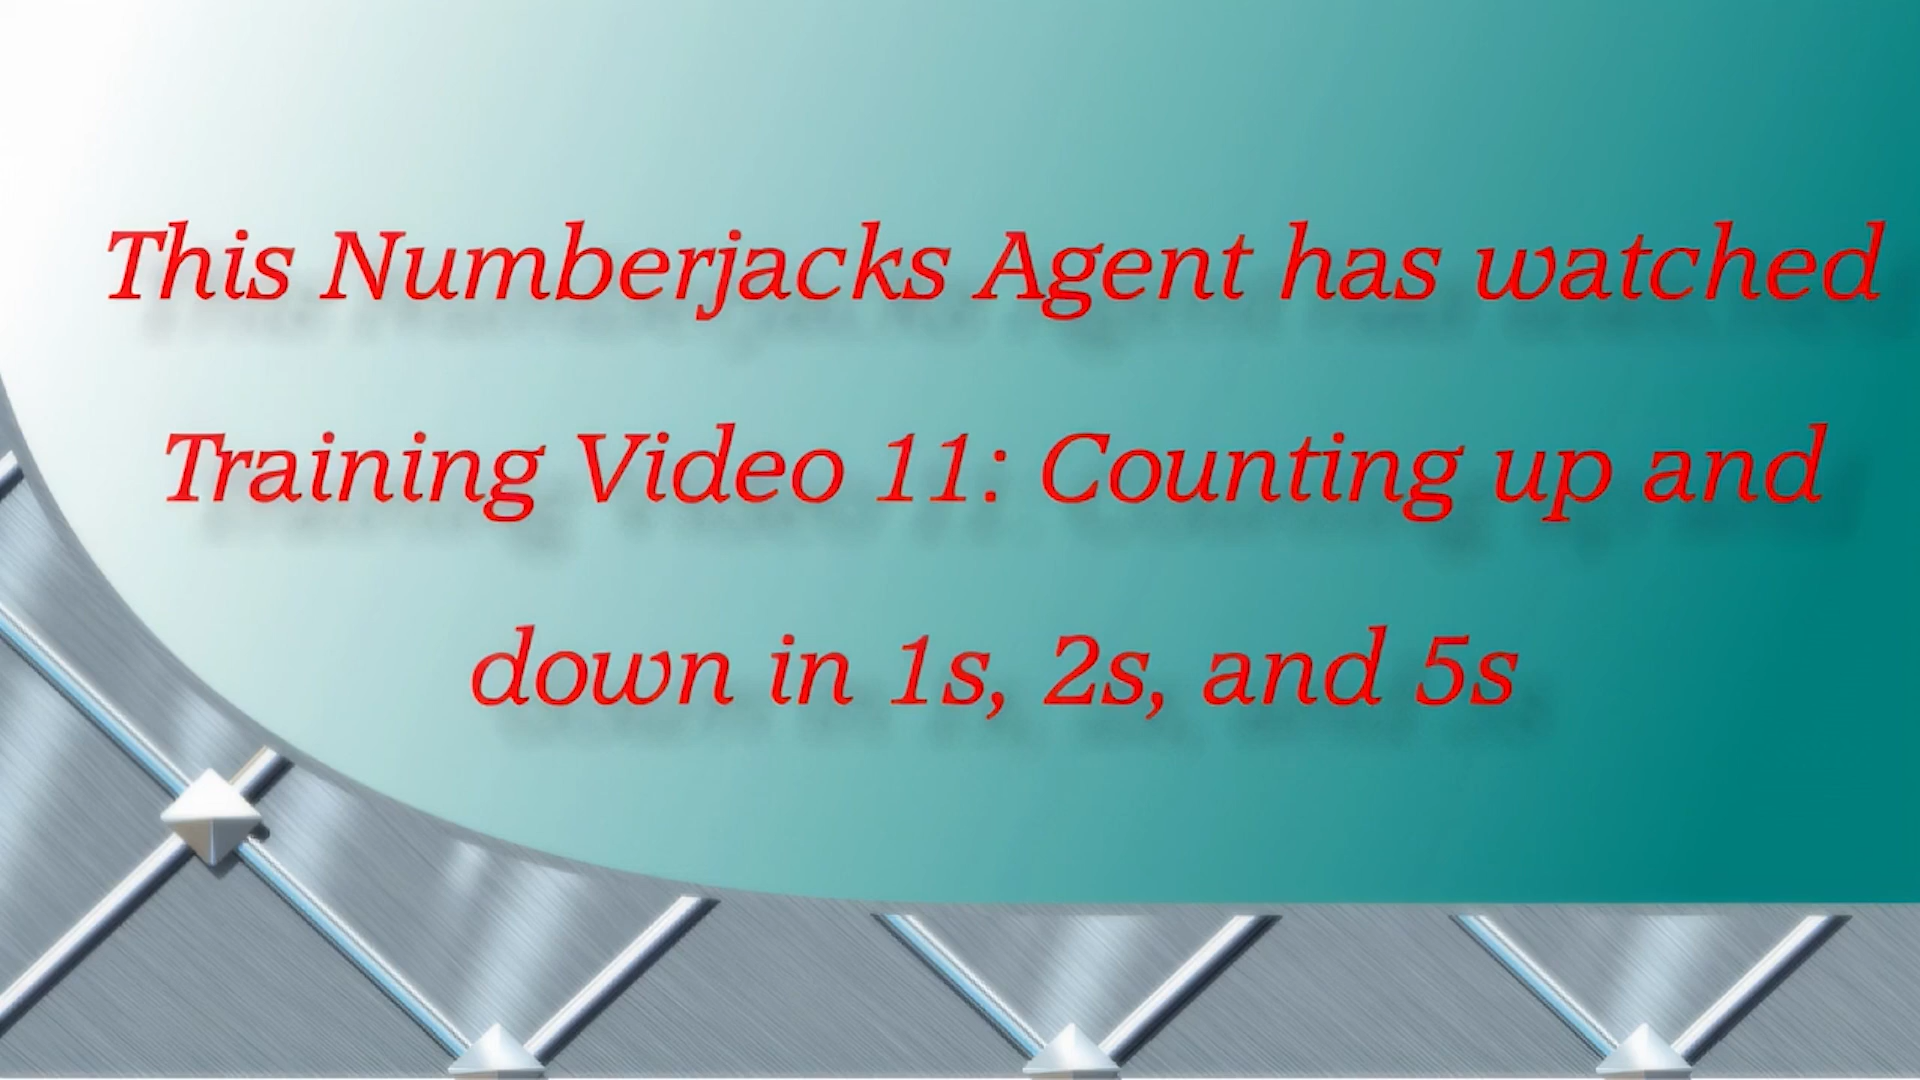 This Numberjacks Agent has watched
Training Video 11: Counting up and
down in 1s, 2s, and 5s